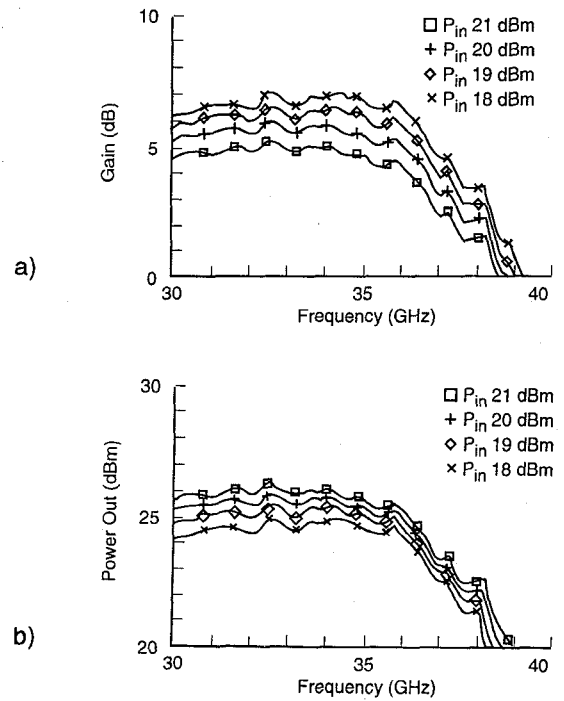 a)
Gain (dB)
10
5
0
P_in 21 dBm
P_in 20 dBm
P_in 19 dBm
P_in 18 dBm
30
35
40
Frequency (GHz)
b)
Power Out (dBm)
30
25
20
P_in 21 dBm
P_in 20 dBm
P_in 19 dBm
P_in 18 dBm
30
35
40
Frequency (GHz)